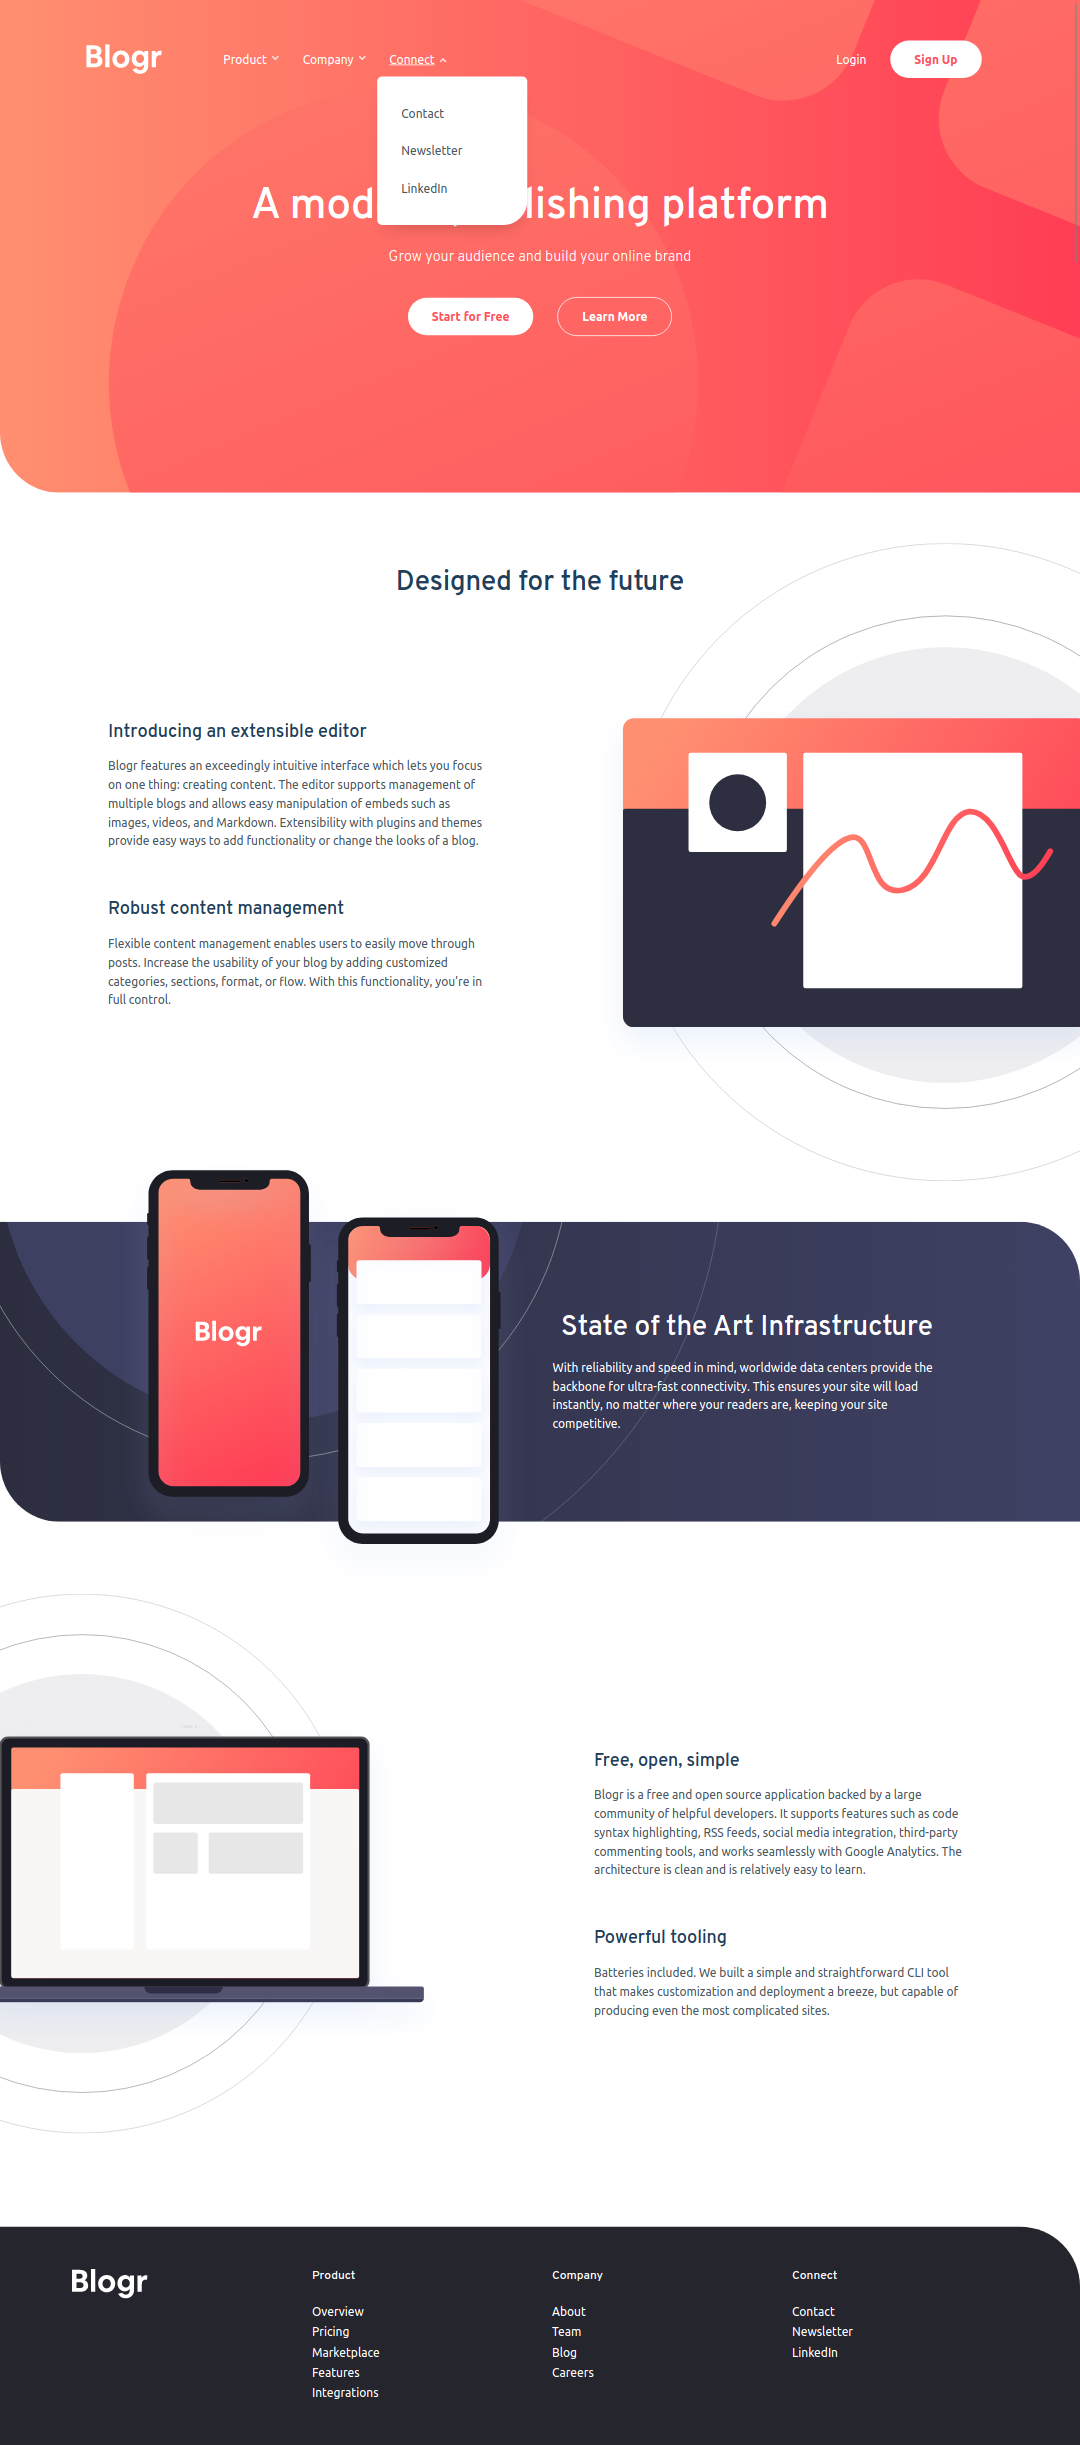 Blogr Product Company Connect Login Sign Up
Contact
Newsletter
LinkedIn
A mod lishing platform
Grow your audience and build your online brand
Start for Free Learn More
Designed for the future
Introducing an extensible editor
Blogr features an exceedingly intuitive interface which lets you focus
on one thing: creating content. The editor supports management of
multiple blogs and allows easy manipulation of embeds such as
images, videos, and Markdown. Extensibility with plugins and themes
provide easy ways to add functionality or change the looks of a blog.
Robust content management
Flexible content management enables users to easily move through
posts. Increase the usability of your blog by adding customized
categories, sections, format, or flow. With this functionality, you’re in
full control.
Blogr
State of the Art Infrastructure
With reliability and speed in mind, worldwide data centers provide the
backbone for ultra-fast connectivity. This ensures your site will load
instantly, no matter where your readers are, keeping your site
competitive.
Free, open, simple
Blogr is a free and open source application backed by a large
community of helpful developers. It supports features such as code
syntax highlighting, RSS feeds, social media integration, third-party
commenting tools, and works seamlessly with Google Analytics. The
architecture is clean and is relatively easy to learn.
Powerful tooling
Batteries included. We built a simple and straightforward CLI tool
that makes customization and deployment a breeze, but capable of
producing even the most complicated sites.
Blogr
Product
Overview
Pricing
Marketplace
Features
Integrations
Company
About
Team
Blog
Careers
Connect
Contact
Newsletter
LinkedIn